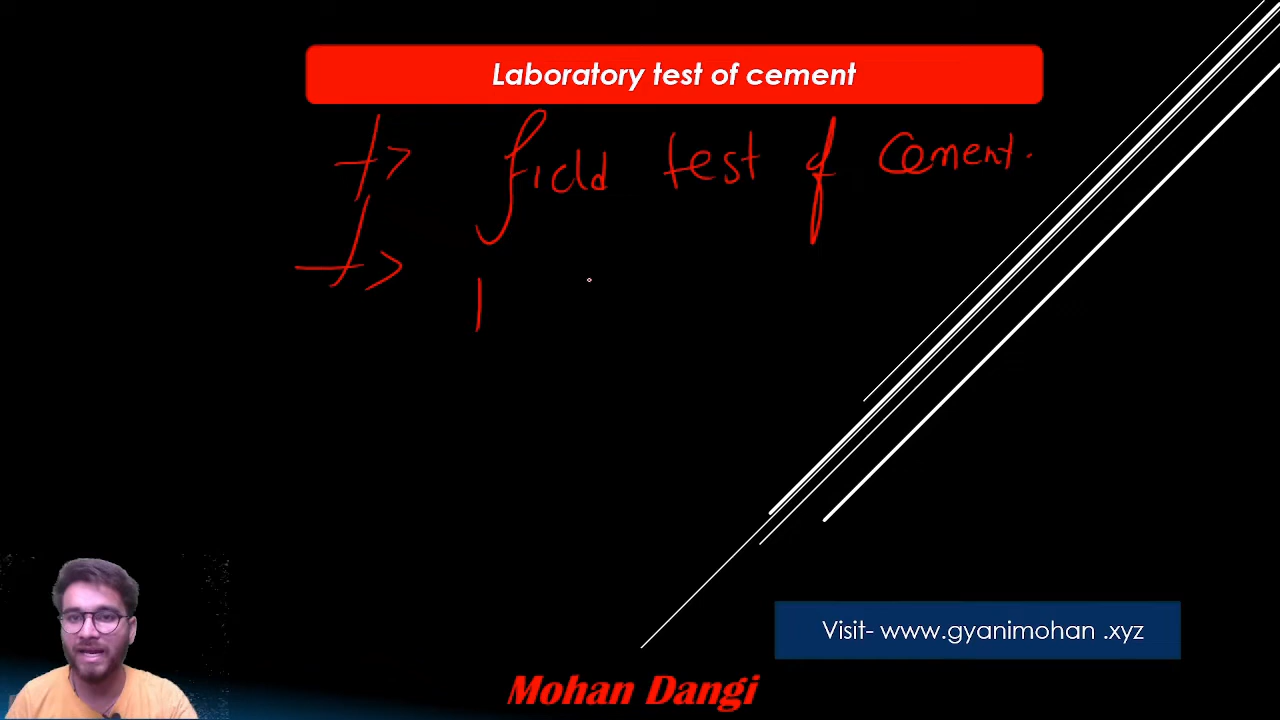 Laboratory test of cement
field test of cement.
Visit- www.gyanimohan .xyz
Mohan Dangi